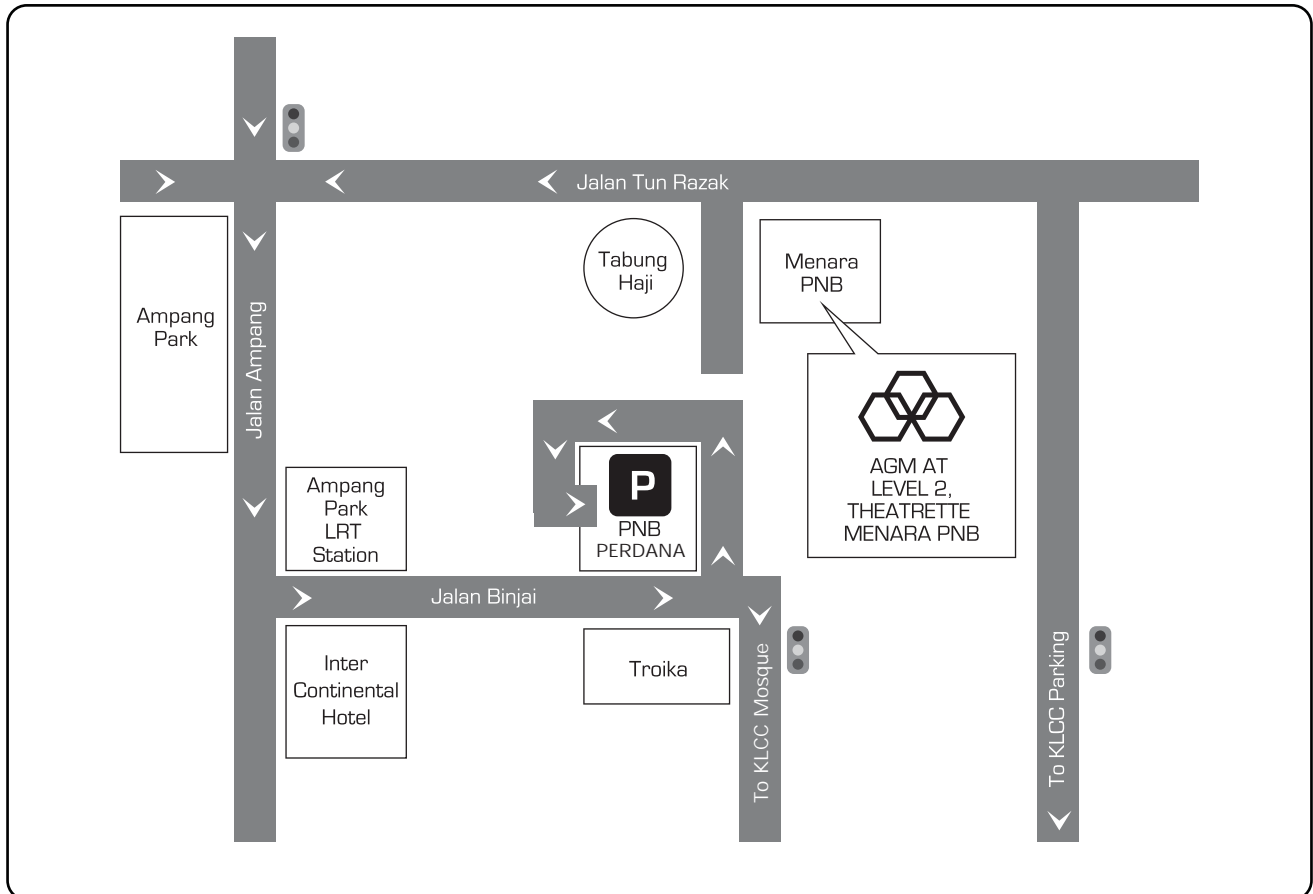 Jalan Tun Razak
Ampang
Park
Jalan Ampang
Tabung
Haji
Menara
PNB
AGM AT
LEVEL 2,
THEATRETTE
MENARA PNB
Ampang
Park
LRT
Station
P
PNB
PERDANA
Jalan Binjai
Inter
Continental
Hotel
Troika
To KLCC Mosque
To KLCC Parking